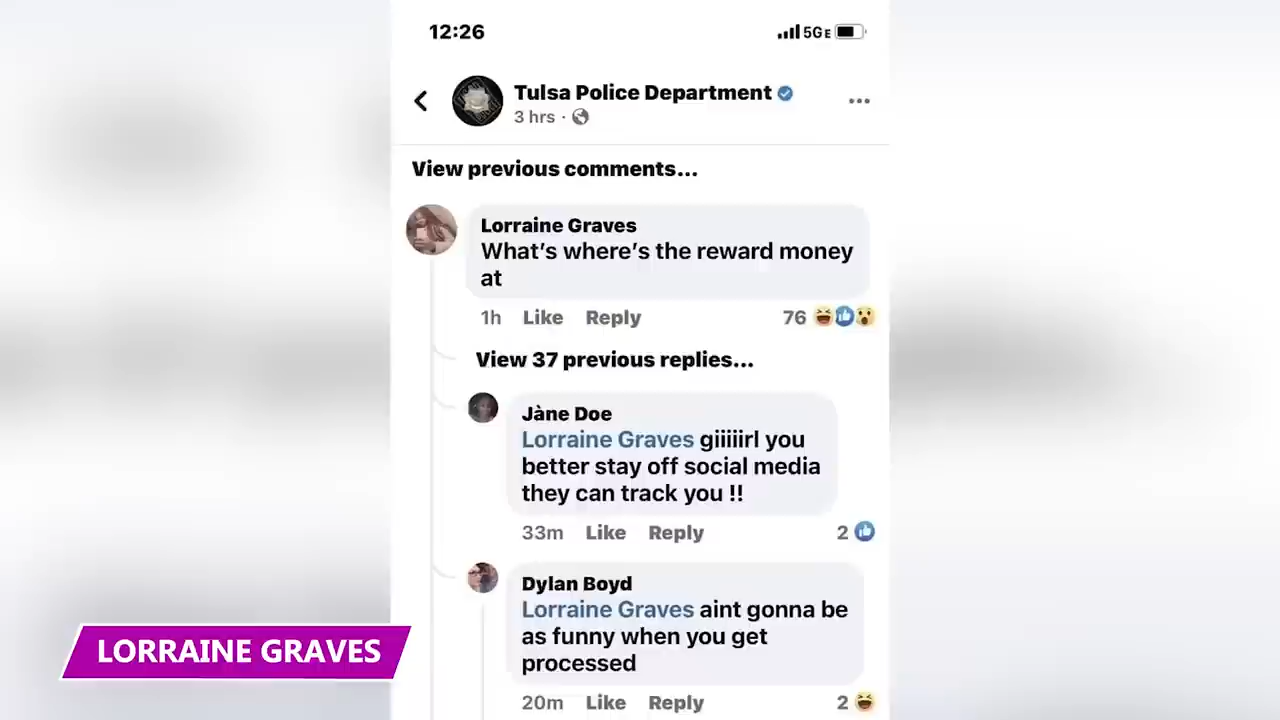 12:26
5GE
Tulsa Police Department
3 hrs ·
View previous comments...
Lorraine Graves
What's where's the reward money
at
1h Like Reply 76
View 37 previous replies...
Jàne Doe
Lorraine Graves giiiiirl you
better stay off social media
they can track you !!
33m Like Reply 2
Dylan Boyd
Lorraine Graves aint gonna be
as funny when you get
processed
20m Like Reply 2
LORRAINE GRAVES